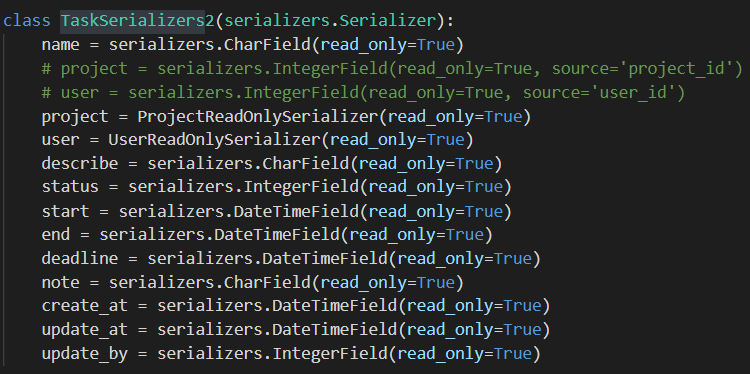 class TaskSerializers2(serializers.Serializer):
    name = serializers.CharField(read_only=True)
    # project = serializers.IntegerField(read_only=True, source='project_id')
    # user = serializers.IntegerField(read_only=True, source='user_id')
    project = ProjectReadOnlySerializer(read_only=True)
    user = UserReadOnlySerializer(read_only=True)
    describe = serializers.CharField(read_only=True)
    status = serializers.IntegerField(read_only=True)
    start = serializers.DateTimeField(read_only=True)
    end = serializers.DateTimeField(read_only=True)
    deadline = serializers.DateTimeField(read_only=True)
    note = serializers.CharField(read_only=True)
    create_at = serializers.DateTimeField(read_only=True)
    update_at = serializers.DateTimeField(read_only=True)
    update_by = serializers.IntegerField(read_only=True)